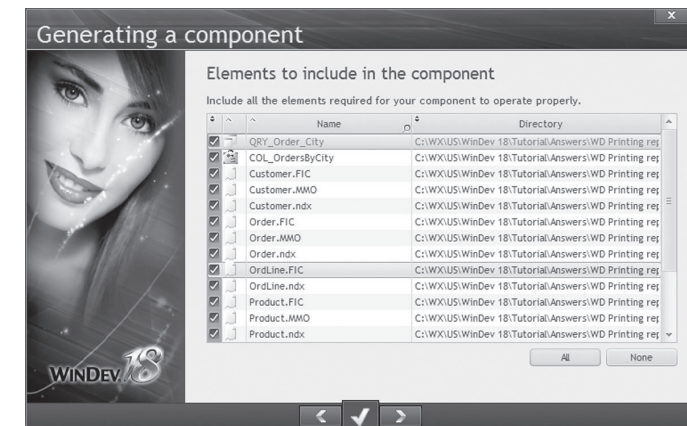 Generating a component
x
Elements to include in the component
Include all the elements required for your component to operate properly.
Name Directory
QRY_Order_City C:\WX\US\WinDev 18\Tutorial\Answers\WD Printing rep
COL_OrdersByCity C:\WX\US\WinDev 18\Tutorial\Answers\WD Printing rep
Customer.FIC C:\WX\US\WinDev 18\Tutorial\Answers\WD Printing rep
Customer.MMO C:\WX\US\WinDev 18\Tutorial\Answers\WD Printing rep
Customer.ndx C:\WX\US\WinDev 18\Tutorial\Answers\WD Printing rep
Order.FIC C:\WX\US\WinDev 18\Tutorial\Answers\WD Printing rep
Order.MMO C:\WX\US\WinDev 18\Tutorial\Answers\WD Printing rep
Order.ndx C:\WX\US\WinDev 18\Tutorial\Answers\WD Printing rep
OrdLine.FIC C:\WX\US\WinDev 18\Tutorial\Answers\WD Printing rep
OrdLine.ndx C:\WX\US\WinDev 18\Tutorial\Answers\WD Printing rep
Product.FIC C:\WX\US\WinDev 18\Tutorial\Answers\WD Printing rep
Product.MMO C:\WX\US\WinDev 18\Tutorial\Answers\WD Printing rep
Product.ndx C:\WX\US\WinDev 18\Tutorial\Answers\WD Printing rep
All None
WINDEV 18